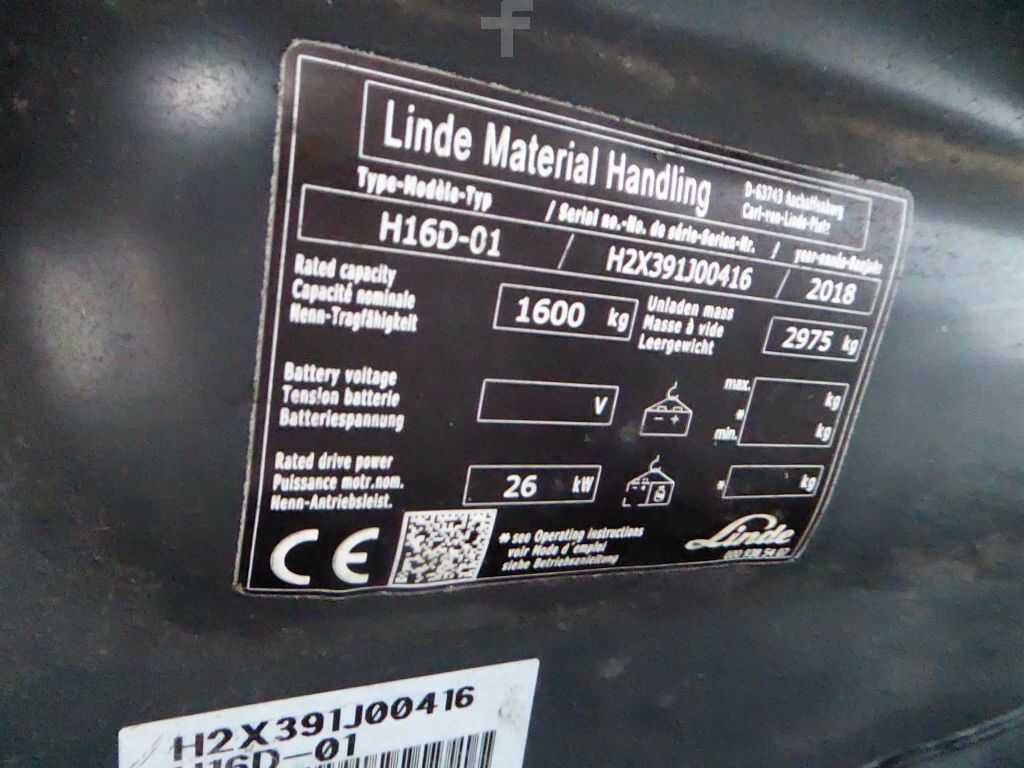 f
Linde Material Handling
D-63743 Aschaffenburg
Carl-von-Linde-Platz
Type-Modèle-Typ / Serial no.-No. de série-Serien-Nr. / year-année-Baujahr
H16D-01 / H2X391J00416 / 2018
Rated capacity
Capacité nominale
Nenn-Tragfähigkeit
1600 kg
Unladen mass
Masse à vide
Leergewicht
2975 kg
Battery voltage
Tension batterie
Batteriespannung
V
max. kg
*
min. kg
Rated drive power
Puissance motr.nom.
Nenn-Antriebsleist.
26 kW
* kg
CE
* see Operating instructions
voir Mode d'emploi
siehe Betriebsanleitung
Linde
H2X391J00416
H16D-01